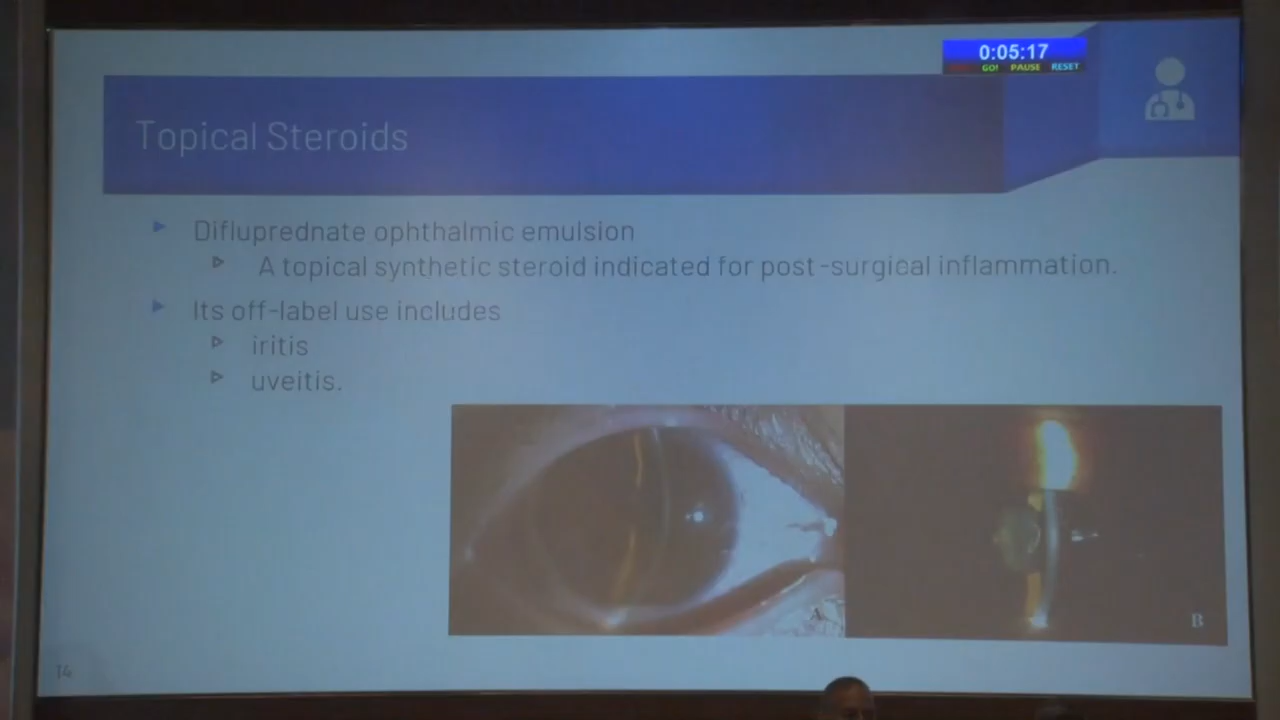 0:05:17
GO! PAUSE RESET
Topical Steroids
Difluprednate ophthalmic emulsion
A topical synthetic steroid indicated for post-surgical inflammation.
Its off-label use includes
iritis
uveitis.
B
14